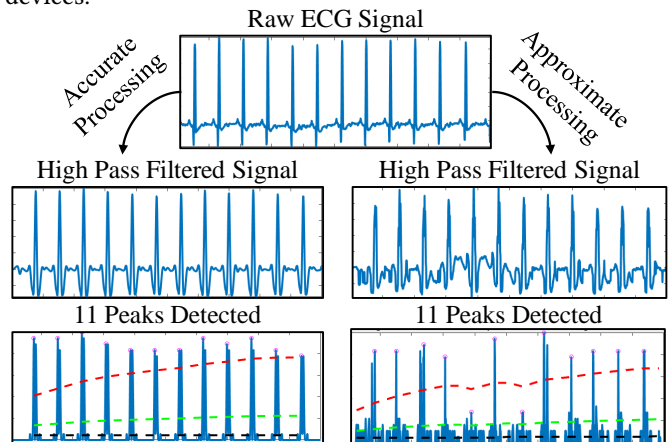 devices.
Raw ECG Signal
Accurate
Processing
Approximate
Processing
High Pass Filtered Signal
High Pass Filtered Signal
11 Peaks Detected
11 Peaks Detected